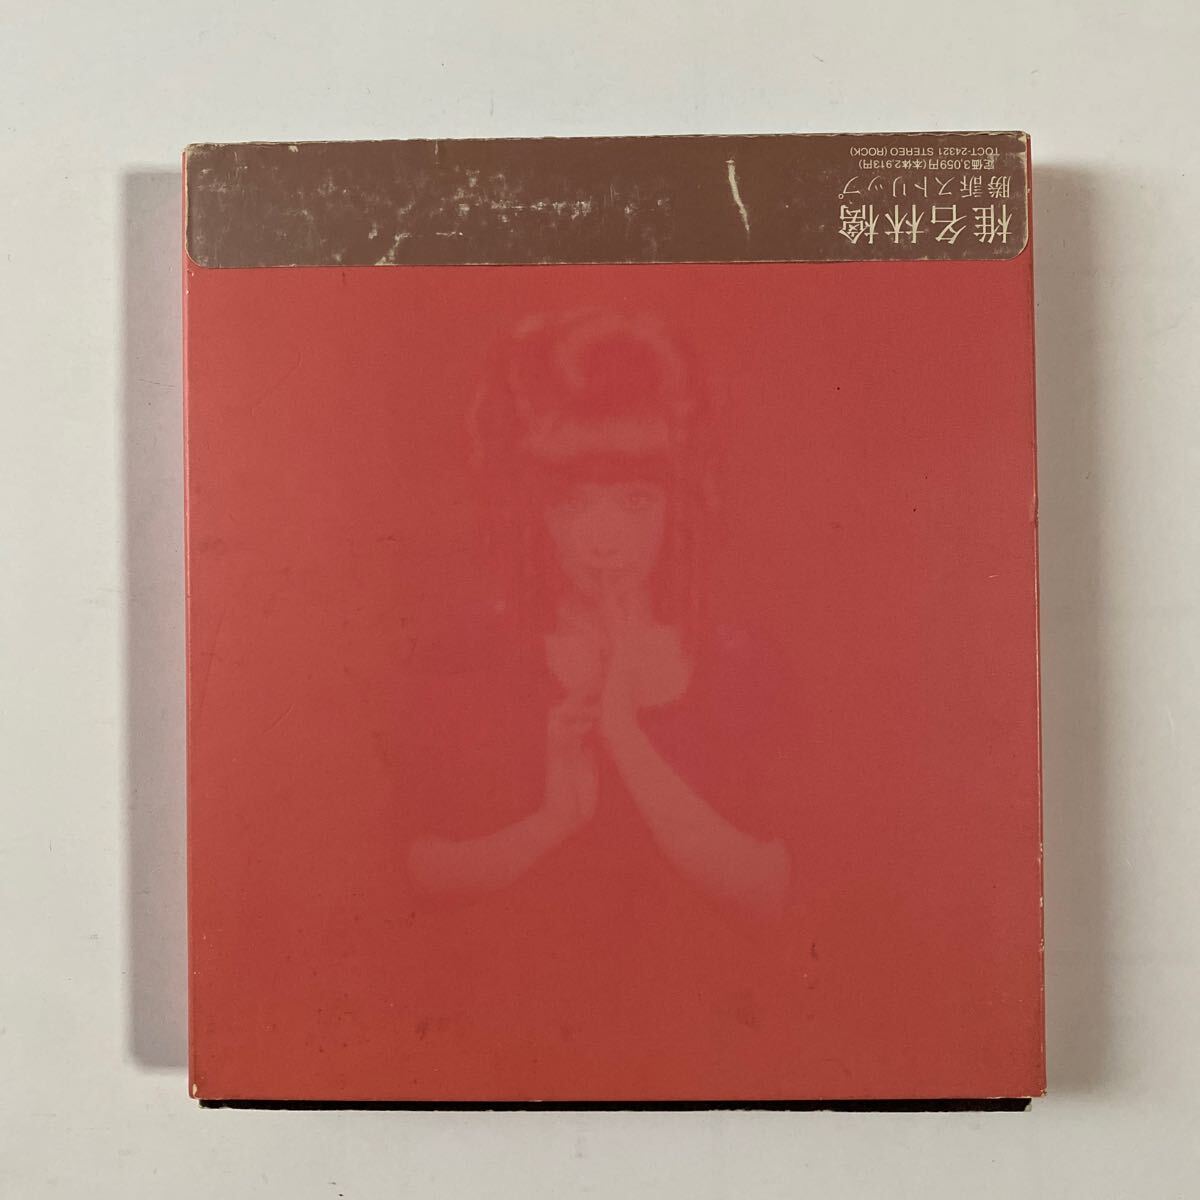 椎名林檎
勝訴ストリップ
定価3,059円(本体2,913円)
TOCT-24321 STEREO (ROCK)